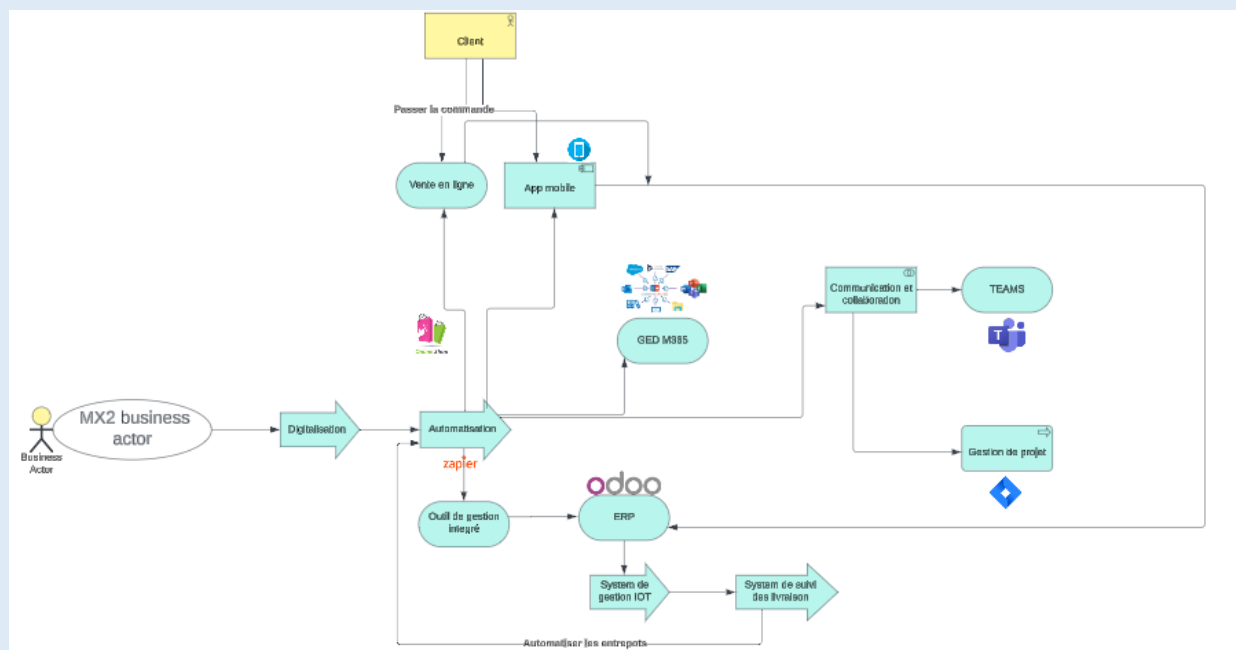 Client
Passer la commande
Vente en ligne
App mobile
GED M365
Communication et
collaboration
TEAMS
T
MX2 business
actor
Business
Actor
Digitalisation
Automatisation
zapier
Gestion de projet
odoo
Outil de gestion
integré
ERP
System de
gestion IOT
System de suivi
des livraison
Automatiser les entrepots